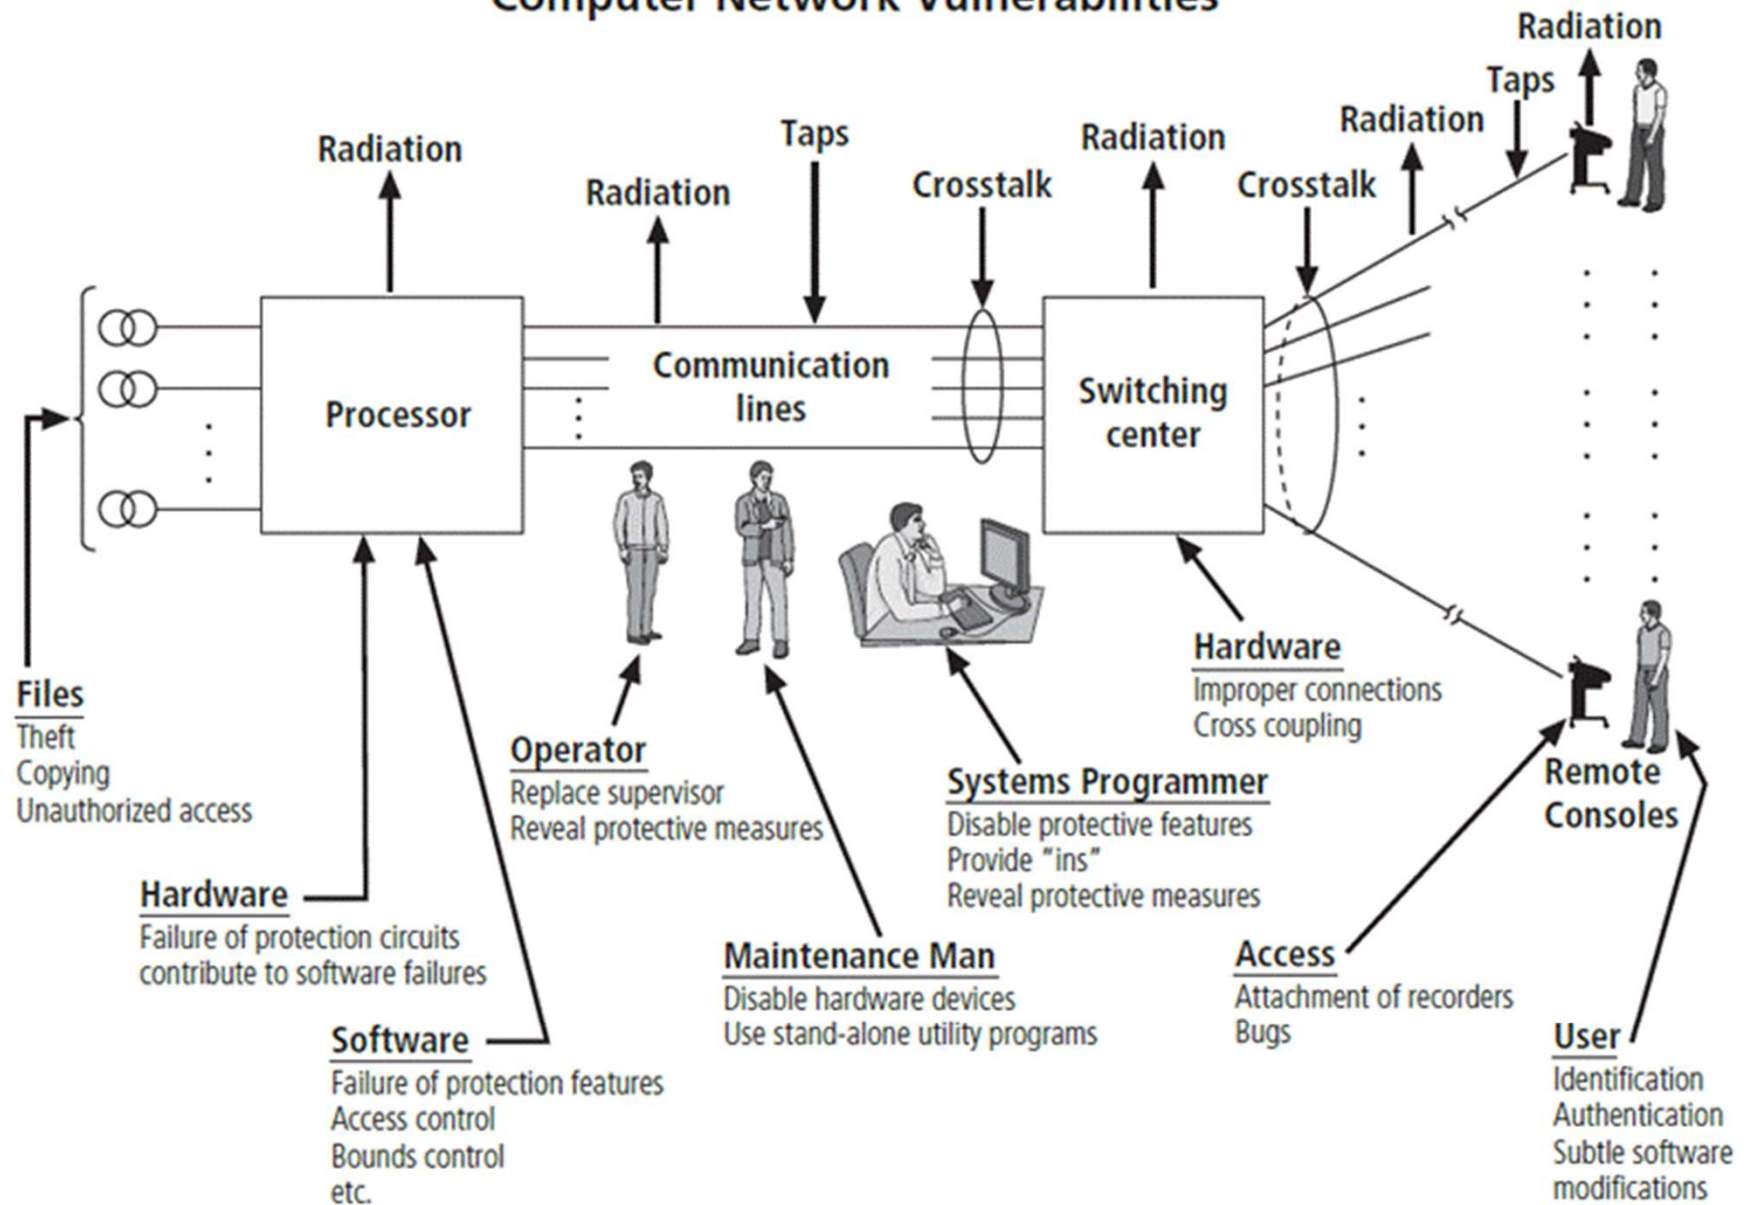 Computer Network Vulnerabilities
Radiation
Taps
Radiation
Taps
Radiation
Radiation
Radiation
Crosstalk
Crosstalk
Processor
Communication
lines
Switching
center
Files
Theft
Copying
Unauthorized access
Hardware
Failure of protection circuits
contribute to software failures
Software
Failure of protection features
Access control
Bounds control
etc.
Operator
Replace supervisor
Reveal protective measures
Maintenance Man
Disable hardware devices
Use stand-alone utility programs
Systems Programmer
Disable protective features
Provide “ins”
Reveal protective measures
Hardware
Improper connections
Cross coupling
Access
Attachment of recorders
Bugs
Remote
Consoles
User
Identification
Authentication
Subtle software
modifications